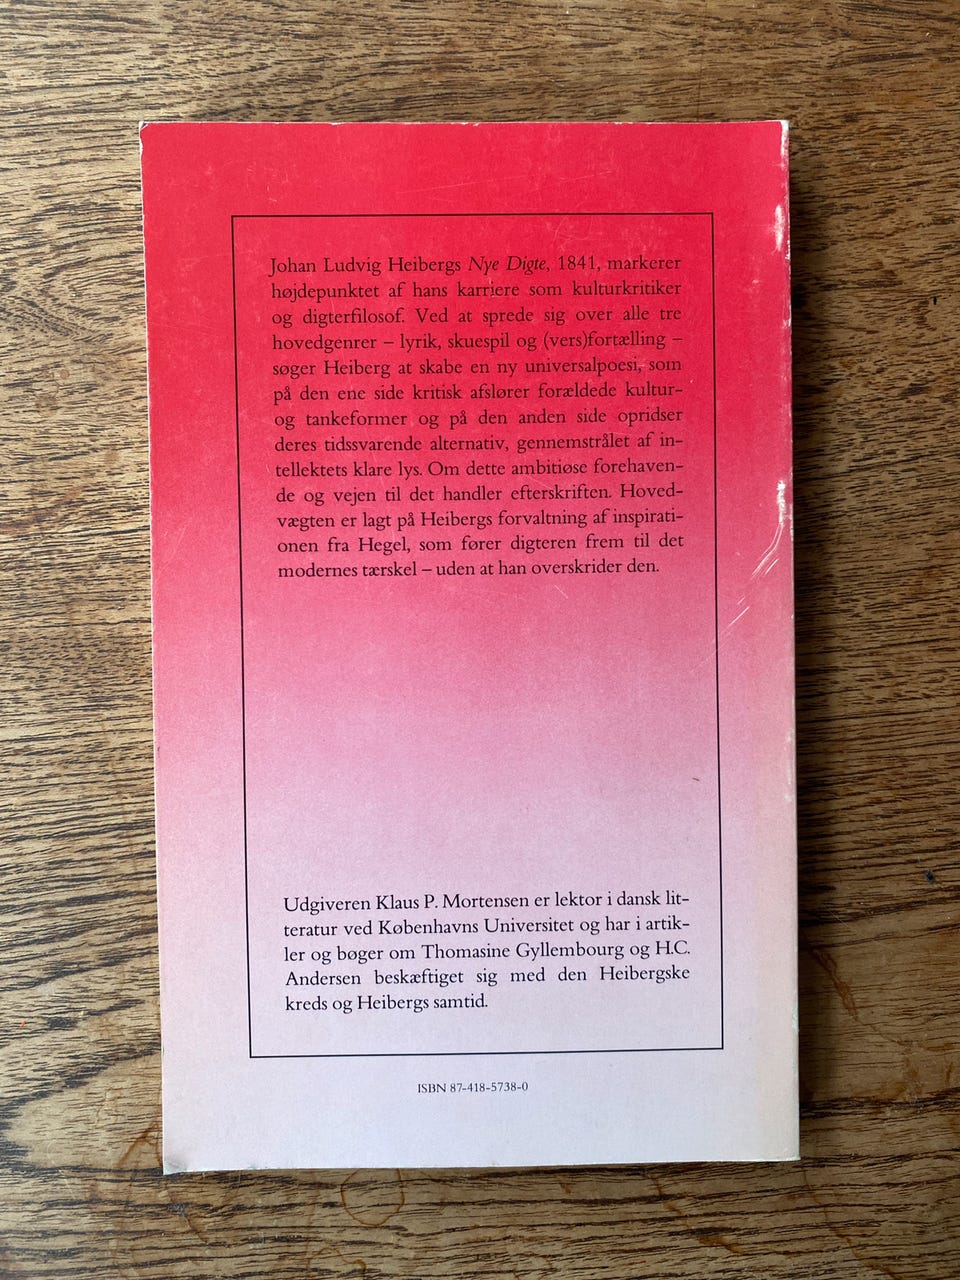 Johan Ludvig Heibergs Nye Digte, 1841, markerer
højdepunktet af hans karriere som kulturkritiker
og digterfilosof. Ved at sprede sig over alle tre
hovedgenrer – lyrik, skuespil og (vers)fortælling –
søger Heiberg at skabe en ny universalpoesi, som
på den ene side kritisk afslører forældede kultur-
og tankeformer og på den anden side opridser
deres tidssvarende alternativ, gennemstrålet af in-
tellektets klare lys. Om dette ambitiøse forehaven-
de og vejen til det handler efterskriften. Hoved-
vægten er lagt på Heibergs forvaltning af inspirati-
onen fra Hegel, som fører digteren frem til det
modernes tærskel – uden at han overskrider den.
Udgiveren Klaus P. Mortensen er lektor i dansk lit-
teratur ved Københavns Universitet og har i artik-
ler og bøger om Thomasine Gyllembourg og H.C.
Andersen beskæftiget sig med den Heibergske
kreds og Heibergs samtid.
ISBN 87-418-5738-0